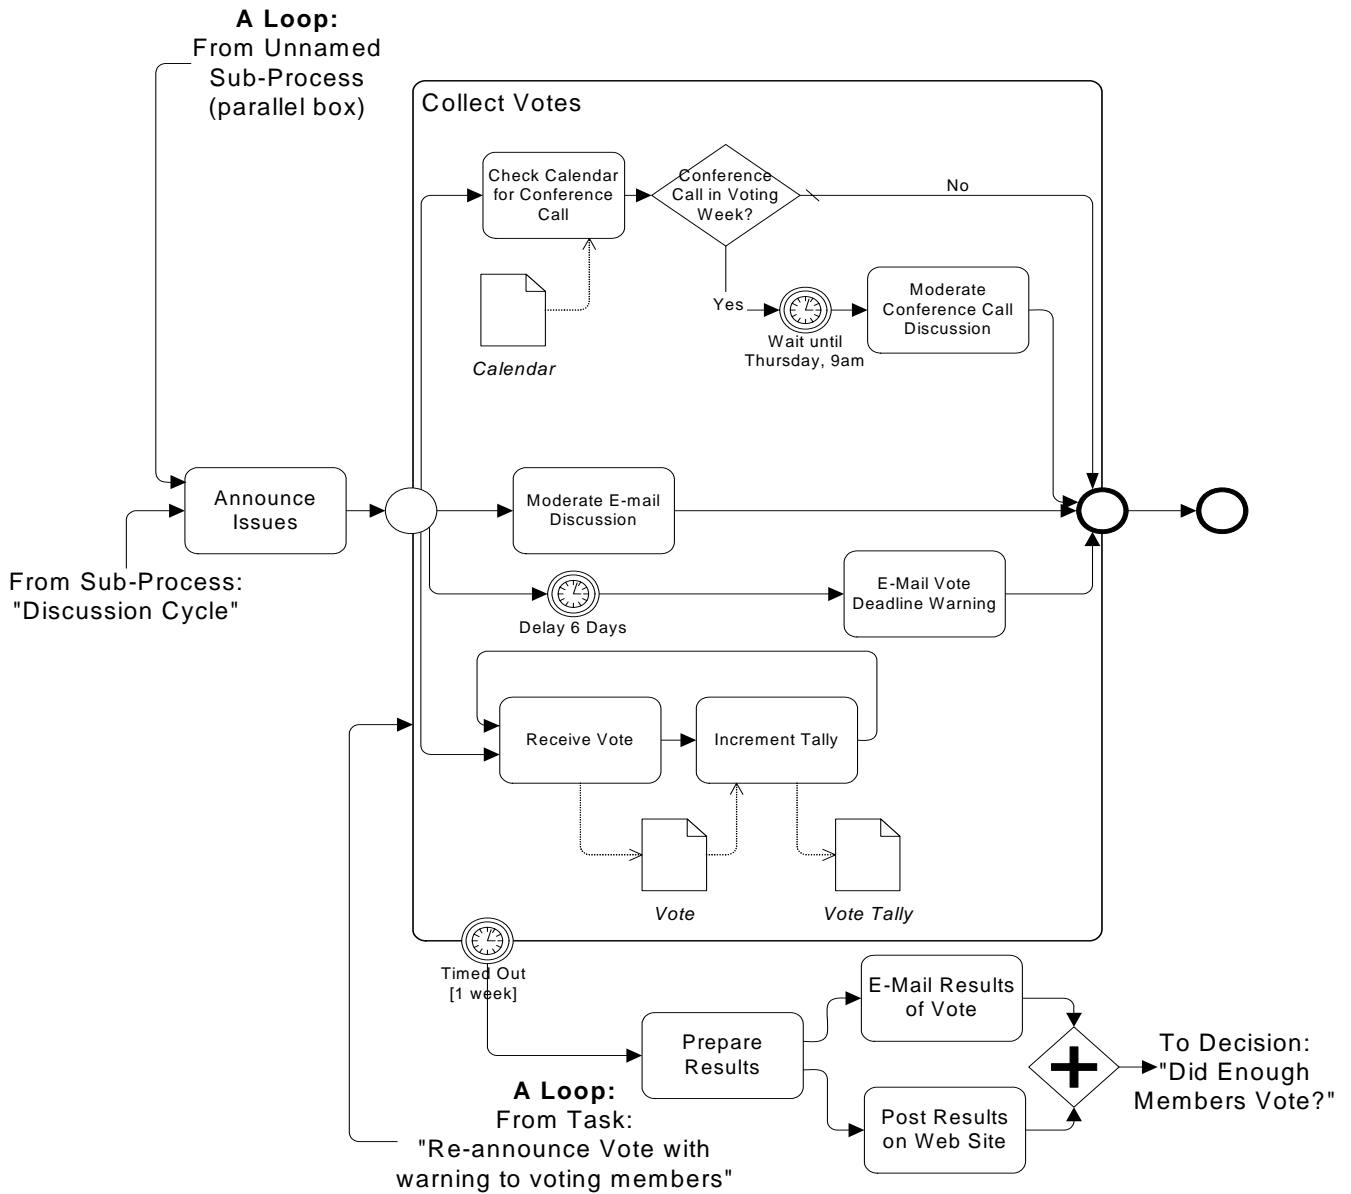 A Loop:
From Unnamed
Sub-Process
(parallel box)
Collect Votes
Check Calendar
for Conference
Call
Conference
Call in Voting
Week?
No
Calendar
Yes
Wait until
Thursday, 9am
Moderate
Conference Call
Discussion
Announce
Issues
Moderate E-mail
Discussion
From Sub-Process:
"Discussion Cycle"
Delay 6 Days
E-Mail Vote
Deadline Warning
Receive Vote
Increment Tally
Vote
Vote Tally
Timed Out
[1 week]
Prepare
Results
E-Mail Results
of Vote
Post Results
on Web Site
To Decision:
"Did Enough
Members Vote?"
A Loop:
From Task:
"Re-announce Vote with
warning to voting members"